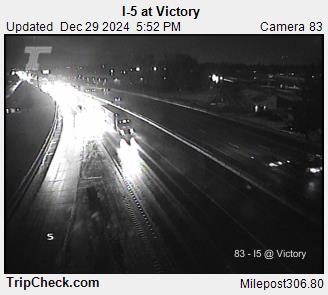 I-5 at Victory
Updated Dec 29 2024 5:52 PM Camera 83
S
83 - I5 @ Victory
TripCheck.com Milepost306.80